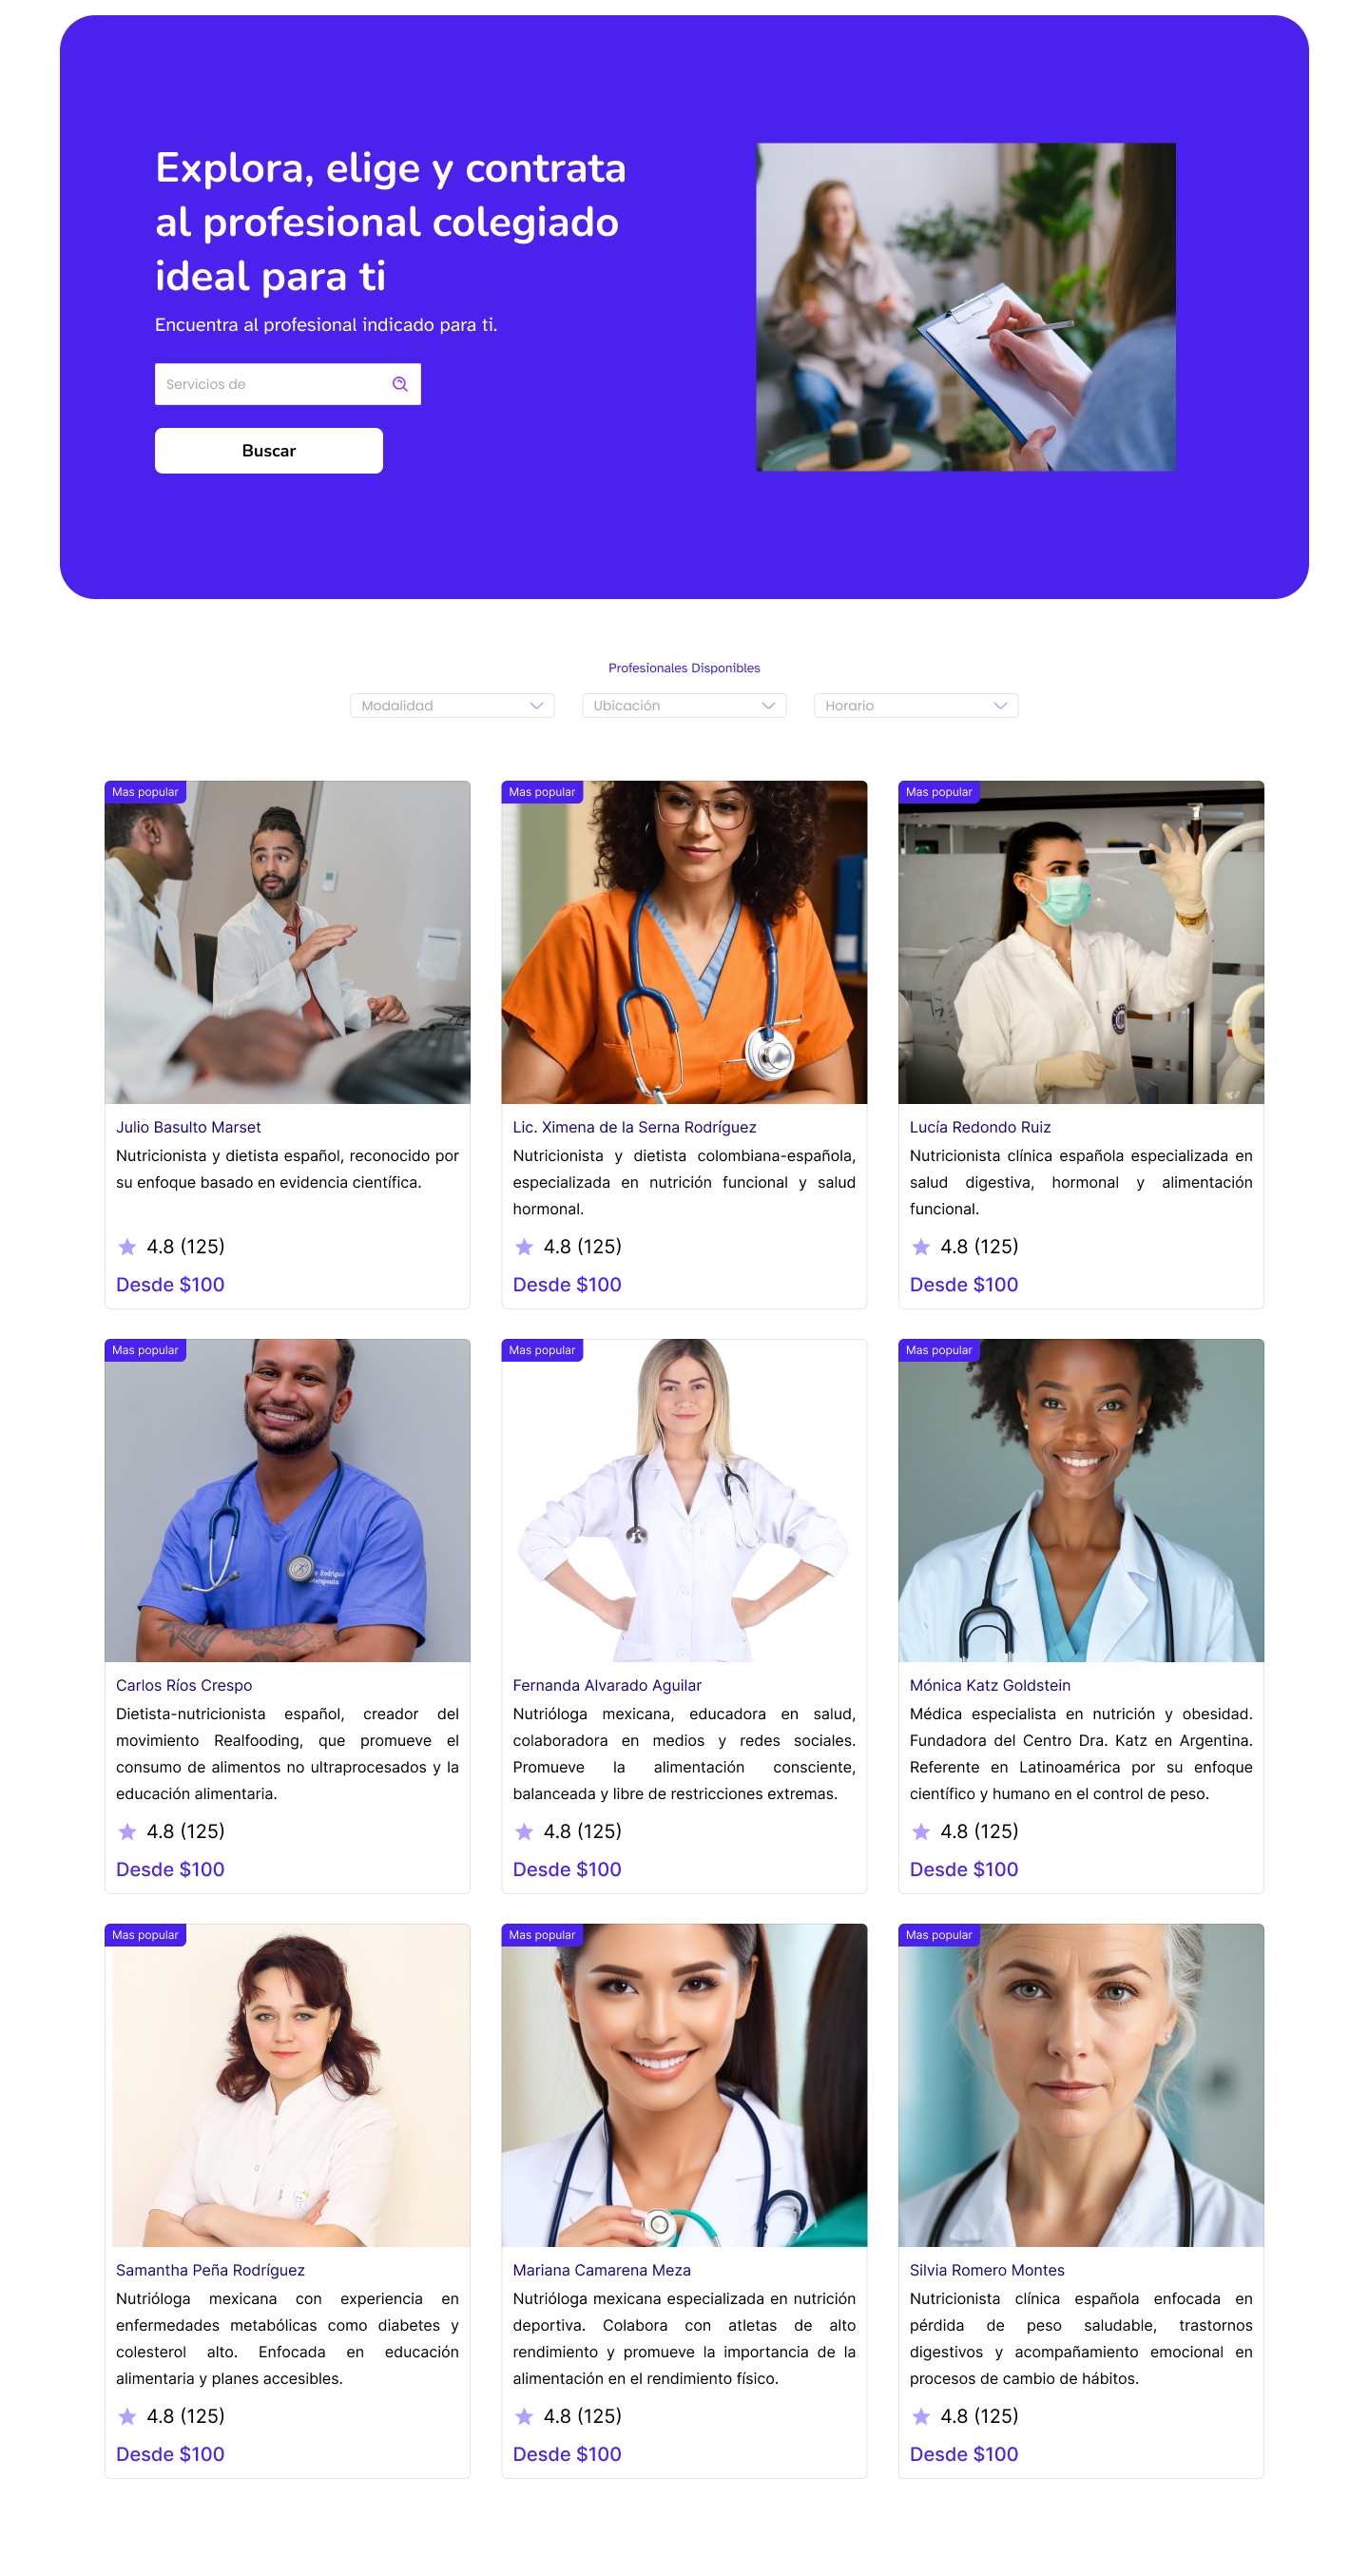 Explora, elige y contrata
al profesional colegiado
ideal para ti
Encuentra al profesional indicado para ti.
Servicios de
Buscar
Profesionales Disponibles
Modalidad
Ubicación
Horario
Mas popular
Julio Basulto Marset
Nutricionista y dietista español, reconocido por
su enfoque basado en evidencia científica.
4.8 (125)
Desde $100
Mas popular
Lic. Ximena de la Serna Rodríguez
Nutricionista y dietista colombiana-española,
especializada en nutrición funcional y salud
hormonal.
4.8 (125)
Desde $100
Mas popular
Lucía Redondo Ruiz
Nutricionista clínica española especializada en
salud digestiva, hormonal y alimentación
funcional.
4.8 (125)
Desde $100
Mas popular
Carlos Ríos Crespo
Dietista-nutricionista español, creador del
movimiento Realfooding, que promueve el
consumo de alimentos no ultraprocesados y la
educación alimentaria.
4.8 (125)
Desde $100
Mas popular
Fernanda Alvarado Aguilar
Nutrióloga mexicana, educadora en salud,
colaboradora en medios y redes sociales.
Promueve la alimentación consciente,
balanceada y libre de restricciones extremas.
4.8 (125)
Desde $100
Mas popular
Mónica Katz Goldstein
Médica especialista en nutrición y obesidad.
Fundadora del Centro Dra. Katz en Argentina.
Referente en Latinoamérica por su enfoque
científico y humano en el control de peso.
4.8 (125)
Desde $100
Mas popular
Samantha Peña Rodríguez
Nutrióloga mexicana con experiencia en
enfermedades metabólicas como diabetes y
colesterol alto. Enfocada en educación
alimentaria y planes accesibles.
4.8 (125)
Desde $100
Mas popular
Mariana Camarena Meza
Nutrióloga mexicana especializada en nutrición
deportiva. Colabora con atletas de alto
rendimiento y promueve la importancia de la
alimentación en el rendimiento físico.
4.8 (125)
Desde $100
Mas popular
Silvia Romero Montes
Nutricionista clínica española enfocada en
pérdida de peso saludable, trastornos
digestivos y acompañamiento emocional en
procesos de cambio de hábitos.
4.8 (125)
Desde $100